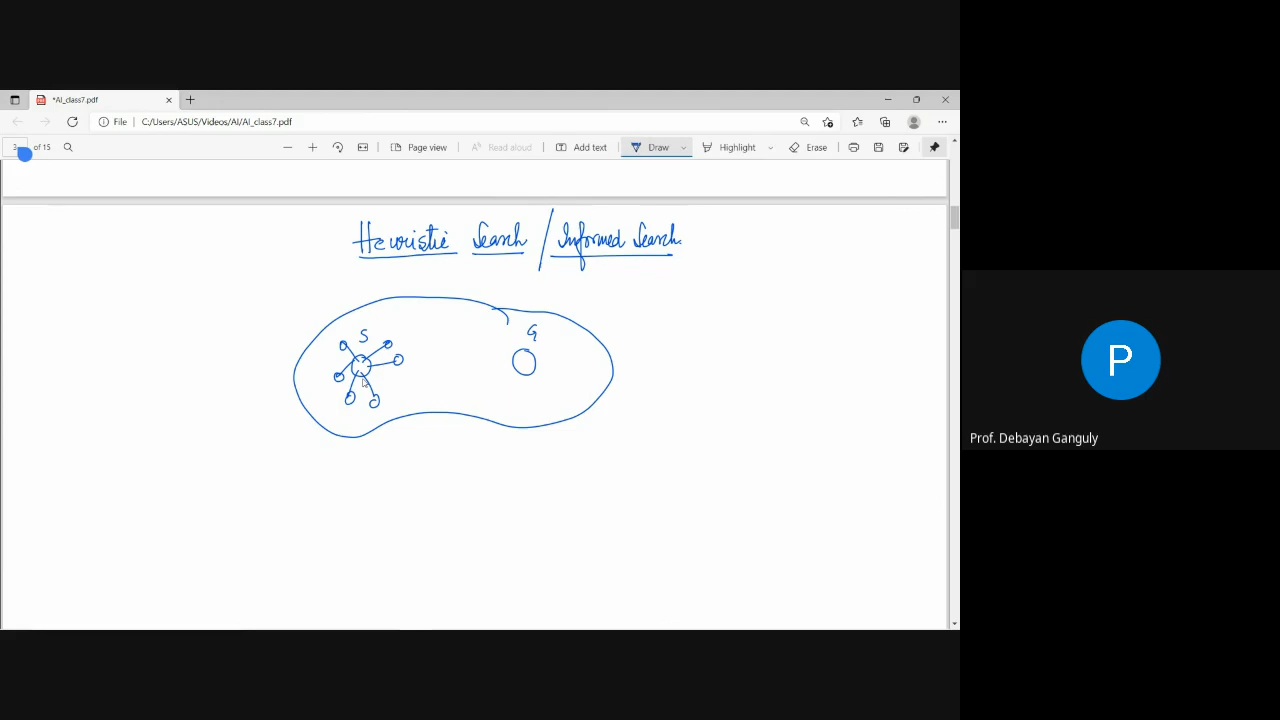 *AI_class7.pdf
File C:/Users/ASUS/Videos/AI/AI_class7.pdf
3 of 15 Page view Read aloud Add text Draw Highlight Erase
Heuristic Search / Informed Search.
S G
P
Prof. Debayan Ganguly